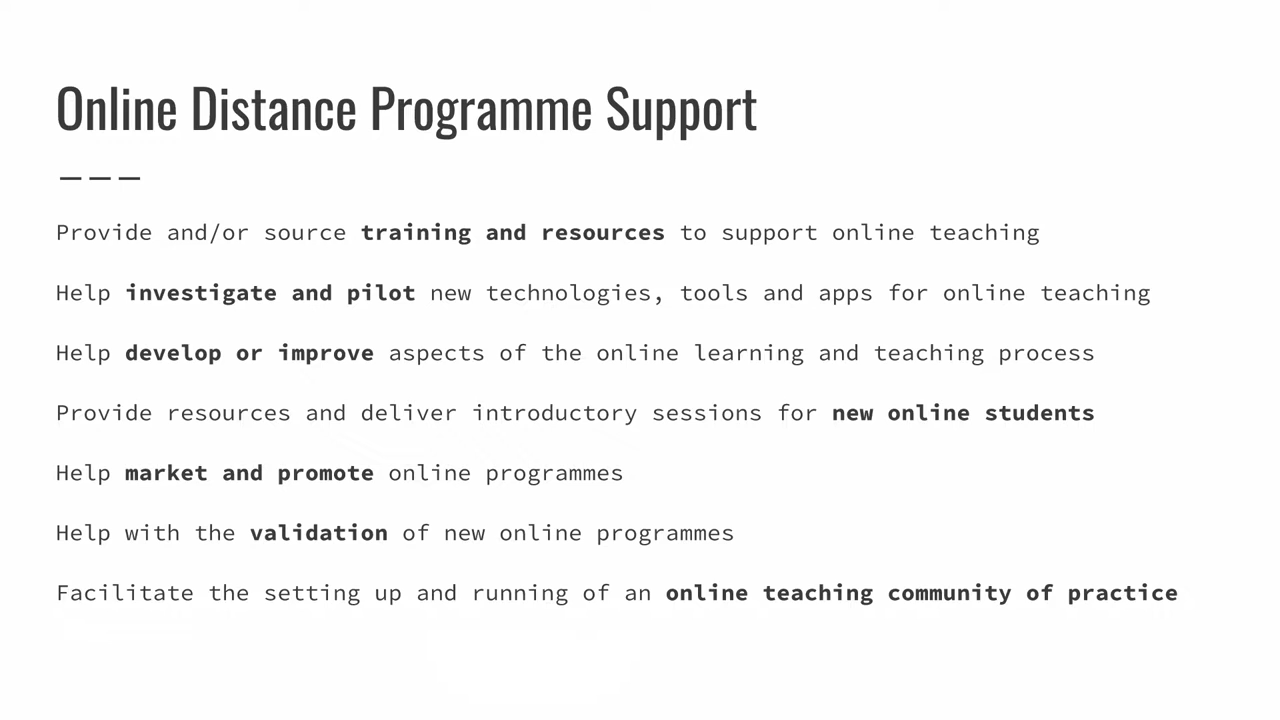 Online Distance Programme Support
Provide and/or source training and resources to support online teaching
Help investigate and pilot new technologies, tools and apps for online teaching
Help develop or improve aspects of the online learning and teaching process
Provide resources and deliver introductory sessions for new online students
Help market and promote online programmes
Help with the validation of new online programmes
Facilitate the setting up and running of an online teaching community of practice